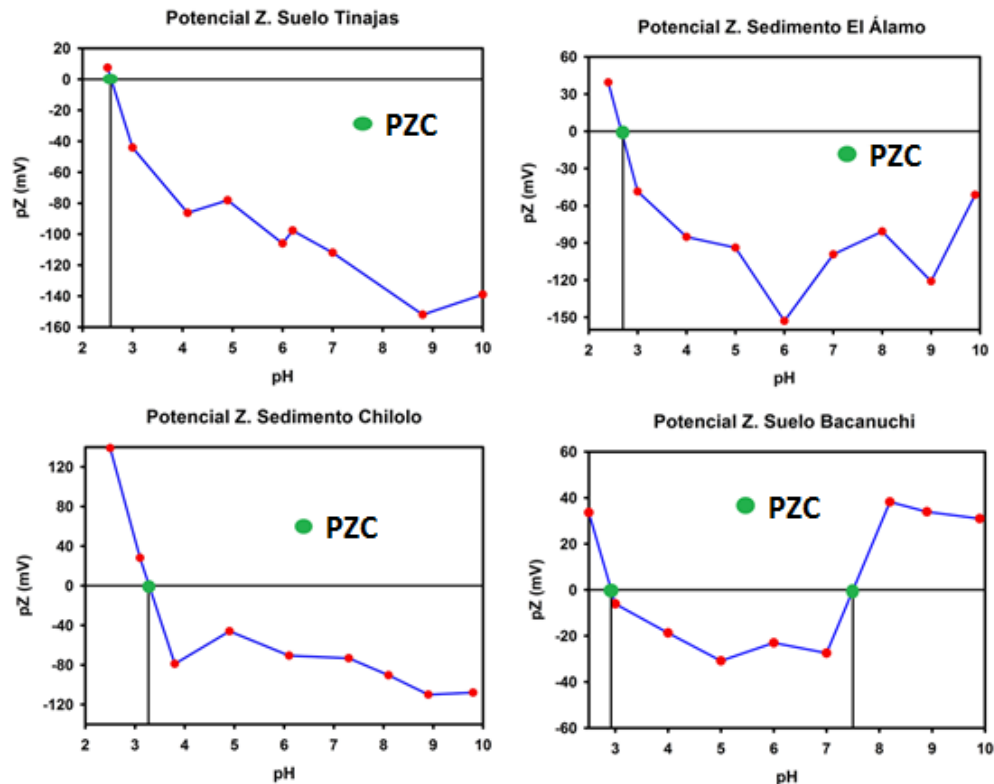 Potencial Z. Suelo Tinajas
20
0
-20
-40
-60
-80
-100
-120
-140
-160
pZ (mV)
PZC
2 3 4 5 6 7 8 9 10
pH
Potencial Z. Sedimento El Álamo
60
30
0
-30
-60
-90
-120
-150
pZ (mV)
PZC
2 3 4 5 6 7 8 9 10
pH
Potencial Z. Sedimento Chilolo
120
80
40
0
-40
-80
-120
pZ (mV)
PZC
2 3 4 5 6 7 8 9 10
pH
Potencial Z. Suelo Bacanuchi
60
40
20
0
-20
-40
-60
pZ (mV)
PZC
3 4 5 6 7 8 9 10
pH